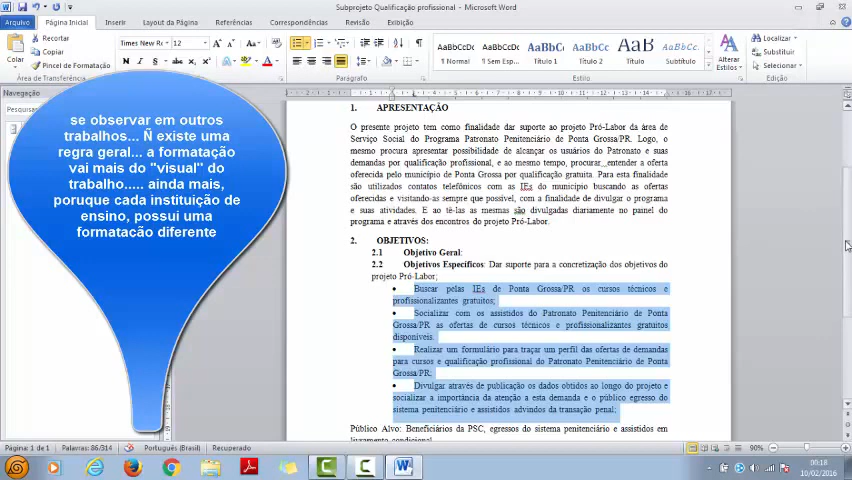 Subprojeto Qualificação profissional - Microsoft Word
Arquivo
Página Inicial
Inserir
Layout da Página
Referências
Correspondências
Revisão
Exibição
Colar
Recortar
Copiar
Pincel de Formatação
Área de Transferência
Times New R
12
Parágrafo
AaBbCcDc
¶ Normal
AaBbCcDc
¶ Sem Esp...
AaBbC
Título 1
AaBbCc
Título 2
AaB
Título
AaBbCc.
Subtítulo
Alterar
Estilos
Estilo
Localizar
Substituir
Selecionar
Edição
Navegação
Pesquisar
se observar em outros
trabalhos... Ñ existe uma
regra geral... a formatação
vai mais do "visual" do
trabalho..... ainda mais,
poruque cada instituição de
ensino, possui uma
formatacão diferente
1. APRESENTAÇÃO
O presente projeto tem como finalidade dar suporte ao projeto Pró-Labor da área de
Serviço Social do Programa Patronato Penitenciário de Ponta Grossa/PR. Logo, o
mesmo procura apresentar possibilidade de alcançar os usuários do Patronato e suas
demandas por qualificação profissional, e ao mesmo tempo, procurar entender a oferta
oferecida pelo município de Ponta Grossa por qualificação gratuita. Para esta finalidade
são utilizados contatos telefônicos com as IEs do município buscando as ofertas
oferecidas e visitando-as sempre que possível, com a finalidade de divulgar o programa
e suas atividades. E ao tê-las as mesmas são divulgadas diariamente no painel do
programa e através dos encontros do projeto Pró-Labor.
2. OBJETIVOS:
2.1 Objetivo Geral:
2.2 Objetivos Específicos: Dar suporte para a concretização dos objetivos do
projeto Pró-Labor;
• Buscar pelas IEs de Ponta Grossa/PR os cursos técnicos e
profissionalizantes gratuitos;
• Socializar com os assistidos do Patronato Penitenciário de Ponta
Grossa/PR as ofertas de cursos técnicos e profissionalizantes gratuitos
disponíveis.
• Realizar um formulário para traçar um perfil das ofertas de demandas
para cursos e qualificação profissional do Patronato Penitenciário de Ponta
Grossa/PR;
• Divulgar através de publicação os dados obtidos ao longo do projeto e
socializar a importância da atenção a esta demanda e o público egresso do
sistema penitenciário e assistidos advindos da transação penal;
Público Alvo: Beneficiários da PSC, egressos do sistema penitenciário e assistidos em
livramento condicional
Página: 1 de 1
Palavras: 86/314
Português (Brasil)
Recuperado
90%
00:18
10/02/2016